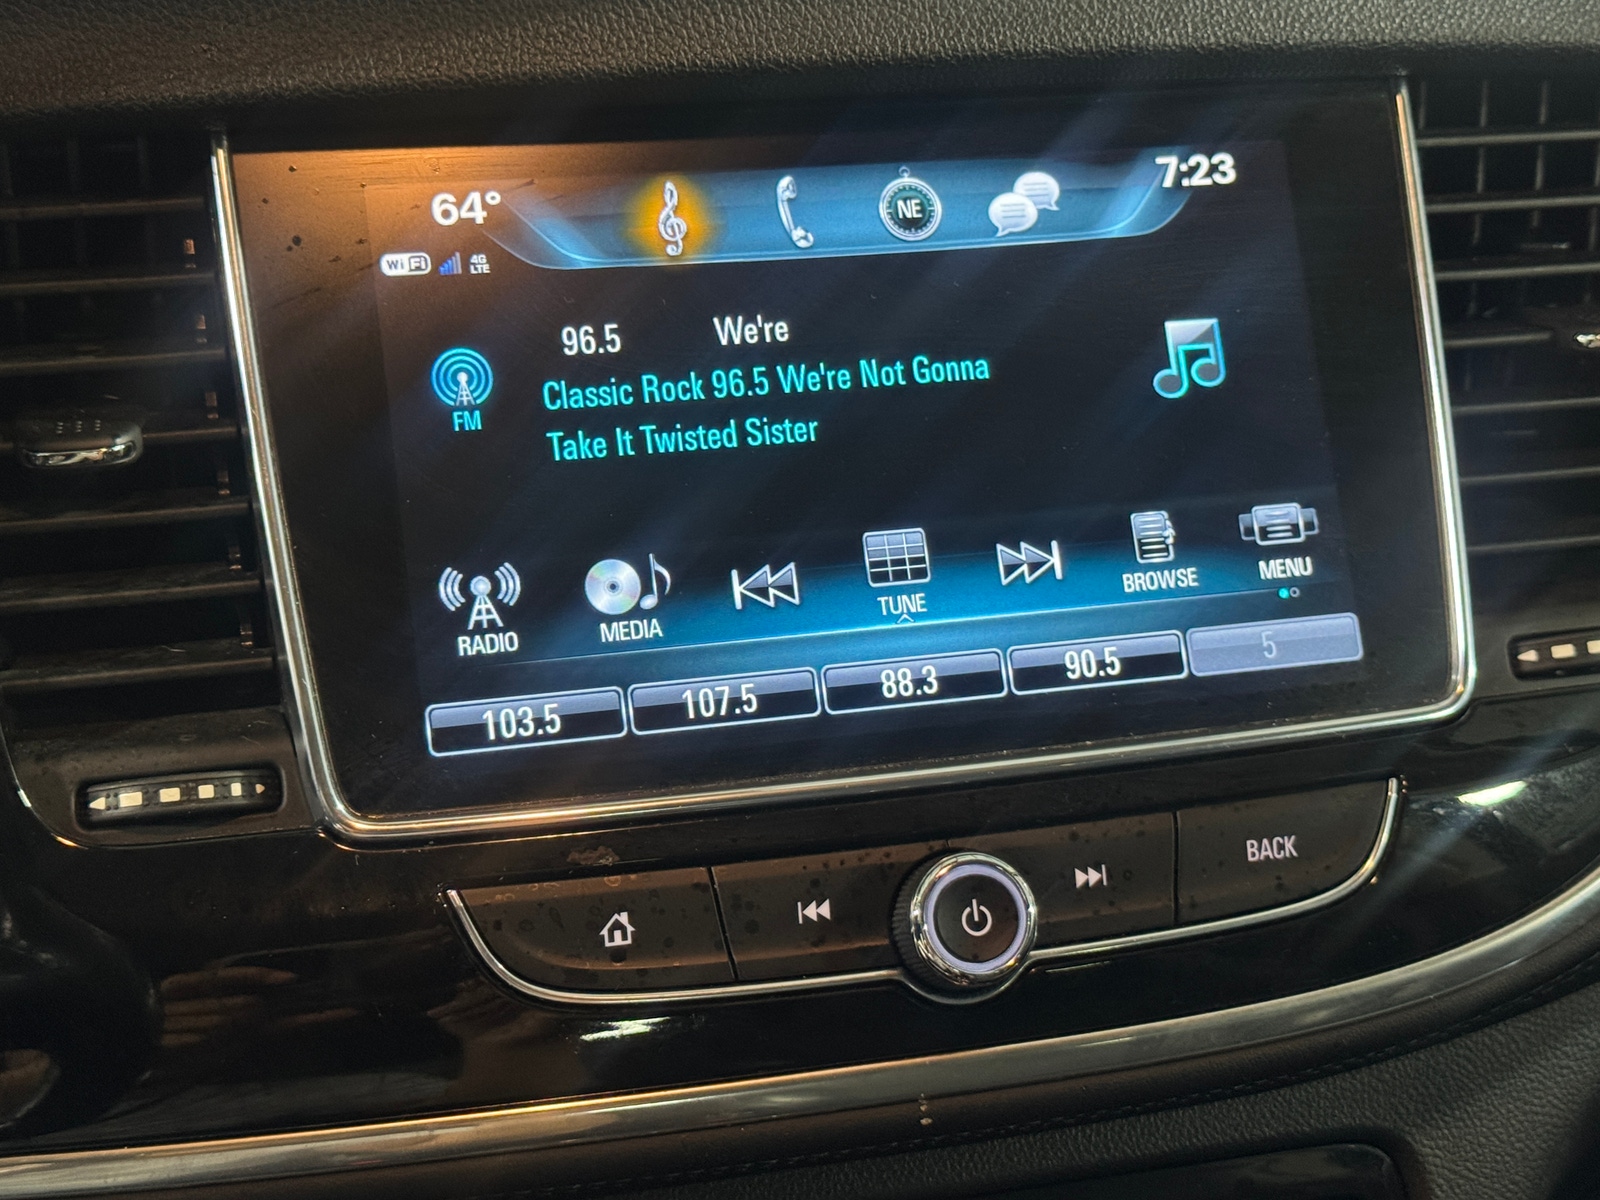 64°
7:23
NE
WiFi 4G LTE
96.5 We're
Classic Rock 96.5 We're Not Gonna
Take It Twisted Sister
FM
RADIO MEDIA TUNE BROWSE MENU
103.5 107.5 88.3 90.5 5
BACK